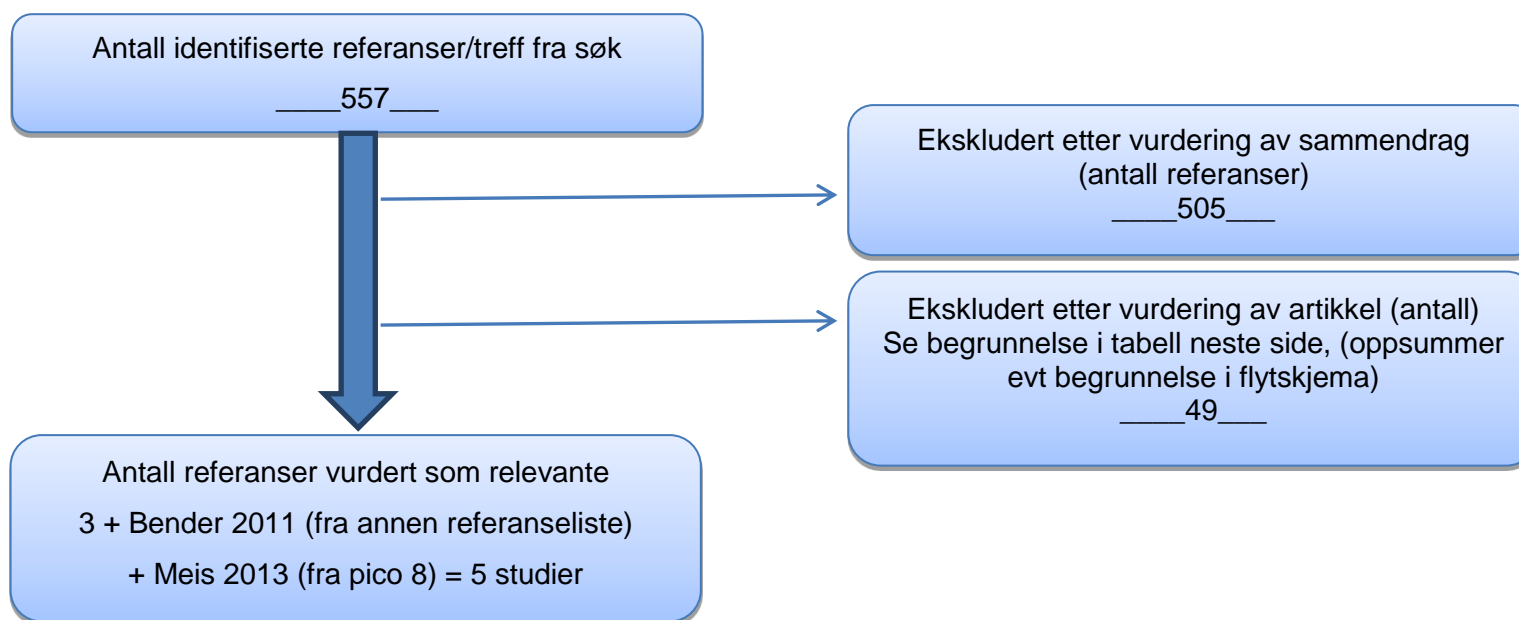 Antall identifiserte referanser/treff fra søk
____557___
Ekskludert etter vurdering av sammendrag
(antall referanser)
____505___
Ekskludert etter vurdering av artikkel (antall)
Se begrunnelse i tabell neste side, (oppsummer
evt begrunnelse i flytskjema)
____49___
Antall referanser vurdert som relevante
3 + Bender 2011 (fra annen referanseliste)
+ Meis 2013 (fra pico 8) = 5 studier